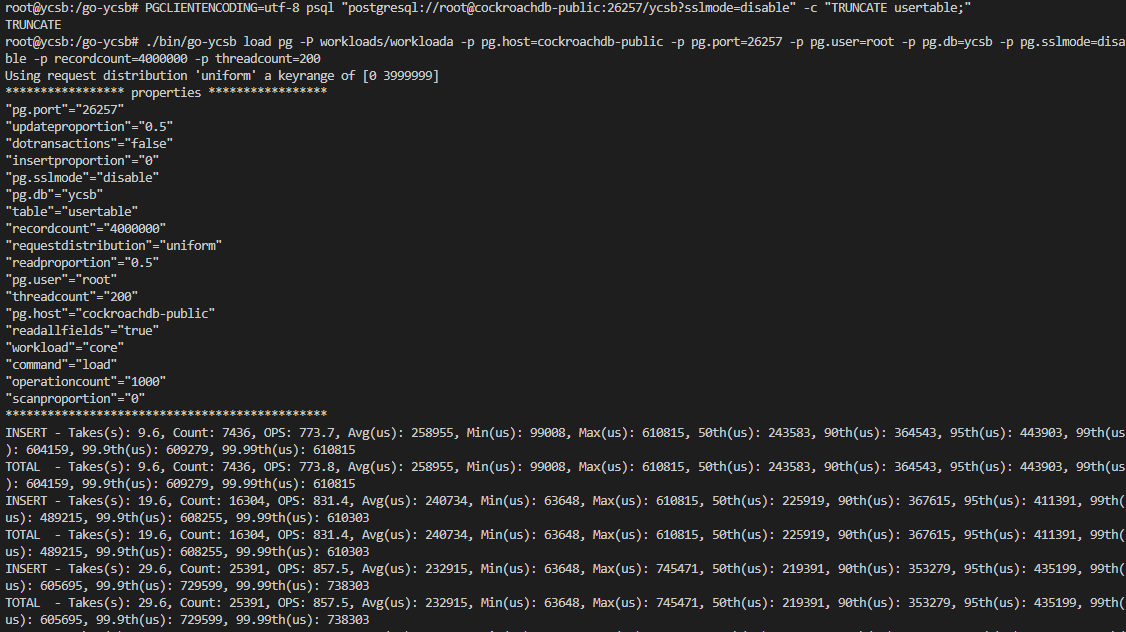 root@ycsb:/go-ycsb# PGCLIENTENCODING=utf-8 psql "postgresql://root@cockroachdb-public:26257/ycsb?sslmode=disable" -c "TRUNCATE usertable;"
TRUNCATE
root@ycsb:/go-ycsb# ./bin/go-ycsb load pg -P workloads/workloada -p pg.host=cockroachdb-public -p pg.port=26257 -p pg.user=root -p pg.db=ycsb -p pg.sslmode=disa
ble -p recordcount=4000000 -p threadcount=200
Using request distribution 'uniform' a keyrange of [0 3999999]
***************** properties *****************
"pg.port"="26257"
"updateproportion"="0.5"
"dotransactions"="false"
"insertproportion"="0"
"pg.sslmode"="disable"
"pg.db"="ycsb"
"table"="usertable"
"recordcount"="4000000"
"requestdistribution"="uniform"
"readproportion"="0.5"
"pg.user"="root"
"threadcount"="200"
"pg.host"="cockroachdb-public"
"readallfields"="true"
"workload"="core"
"command"="load"
"operationcount"="1000"
"scanproportion"="0"
**********************************************
INSERT - Takes(s): 9.6, Count: 7436, OPS: 773.7, Avg(us): 258955, Min(us): 99008, Max(us): 610815, 50th(us): 243583, 90th(us): 364543, 95th(us): 443903, 99th(us
): 604159, 99.9th(us): 609279, 99.99th(us): 610815
TOTAL  - Takes(s): 9.6, Count: 7436, OPS: 773.8, Avg(us): 258955, Min(us): 99008, Max(us): 610815, 50th(us): 243583, 90th(us): 364543, 95th(us): 443903, 99th(us
): 604159, 99.9th(us): 609279, 99.99th(us): 610815
INSERT - Takes(s): 19.6, Count: 16304, OPS: 831.4, Avg(us): 240734, Min(us): 63648, Max(us): 610815, 50th(us): 225919, 90th(us): 367615, 95th(us): 411391, 99th(
us): 489215, 99.9th(us): 608255, 99.99th(us): 610303
TOTAL  - Takes(s): 19.6, Count: 16304, OPS: 831.4, Avg(us): 240734, Min(us): 63648, Max(us): 610815, 50th(us): 225919, 90th(us): 367615, 95th(us): 411391, 99th(
us): 489215, 99.9th(us): 608255, 99.99th(us): 610303
INSERT - Takes(s): 29.6, Count: 25391, OPS: 857.5, Avg(us): 232915, Min(us): 63648, Max(us): 745471, 50th(us): 219391, 90th(us): 353279, 95th(us): 435199, 99th(
us): 605695, 99.9th(us): 729599, 99.99th(us): 738303
TOTAL  - Takes(s): 29.6, Count: 25391, OPS: 857.5, Avg(us): 232915, Min(us): 63648, Max(us): 745471, 50th(us): 219391, 90th(us): 353279, 95th(us): 435199, 99th(
us): 605695, 99.9th(us): 729599, 99.99th(us): 738303